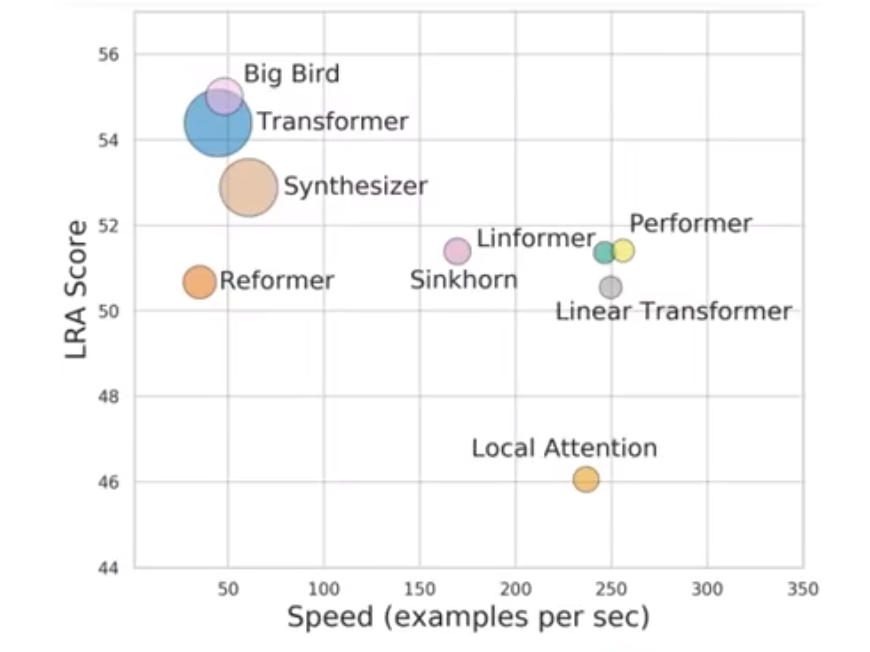 56
54
52
50
48
46
44
LRA Score
Big Bird
Transformer
Synthesizer
Performer
Linformer
Reformer
Sinkhorn
Linear Transformer
Local Attention
50 100 150 200 250 300 350
Speed (examples per sec)